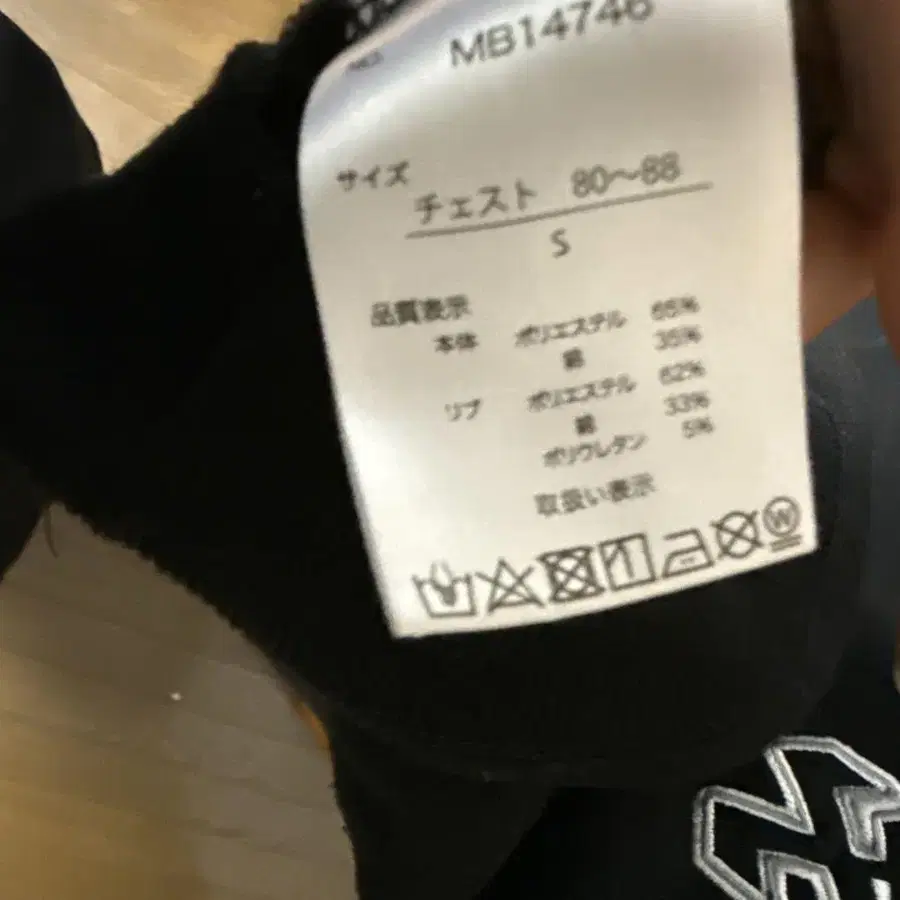 NO. MB14746
サイズ
チェスト 80〜88
S
品質表示
本体 ポリエステル 65%
綿 35%
リブ ポリエステル 62%
綿 33%
ポリウレタン 5%
取扱い表示
W